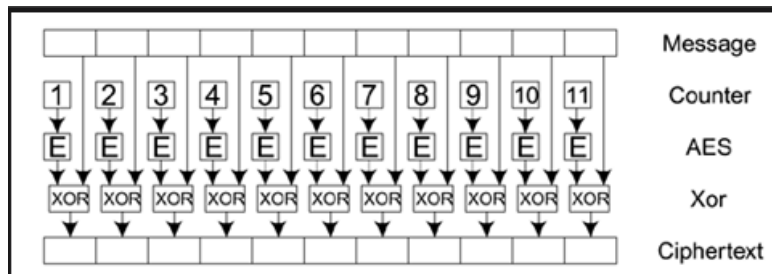 Message
1 2 3 4 5 6 7 8 9 10 11 Counter
E E E E E E E E E E E AES
XOR XOR XOR XOR XOR XOR XOR XOR XOR XOR XOR Xor
Ciphertext